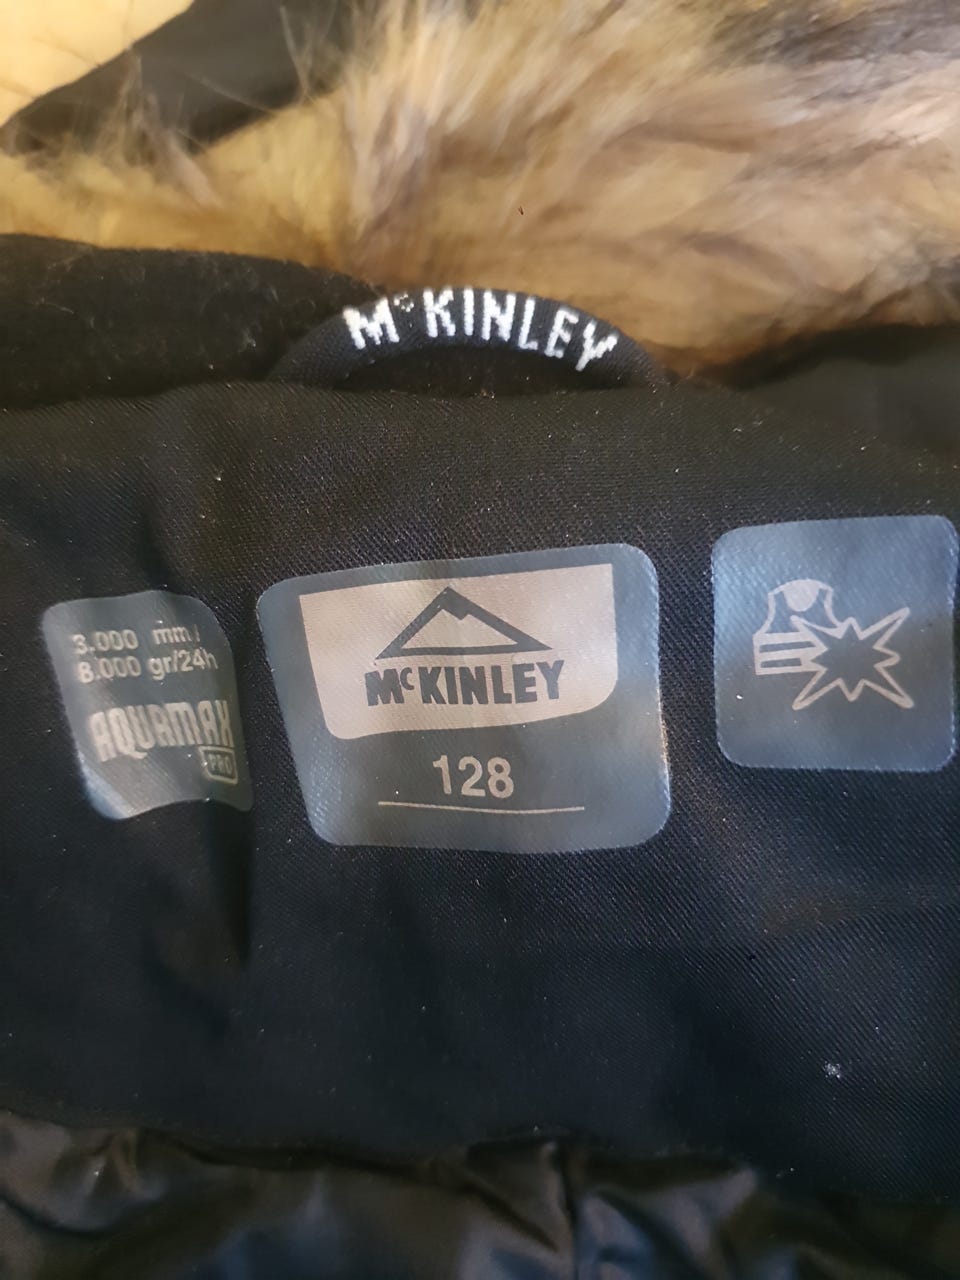 McKINLEY
3.000 mm/
8.000 gr/24h
AQUAMAX
PRO
McKINLEY
128